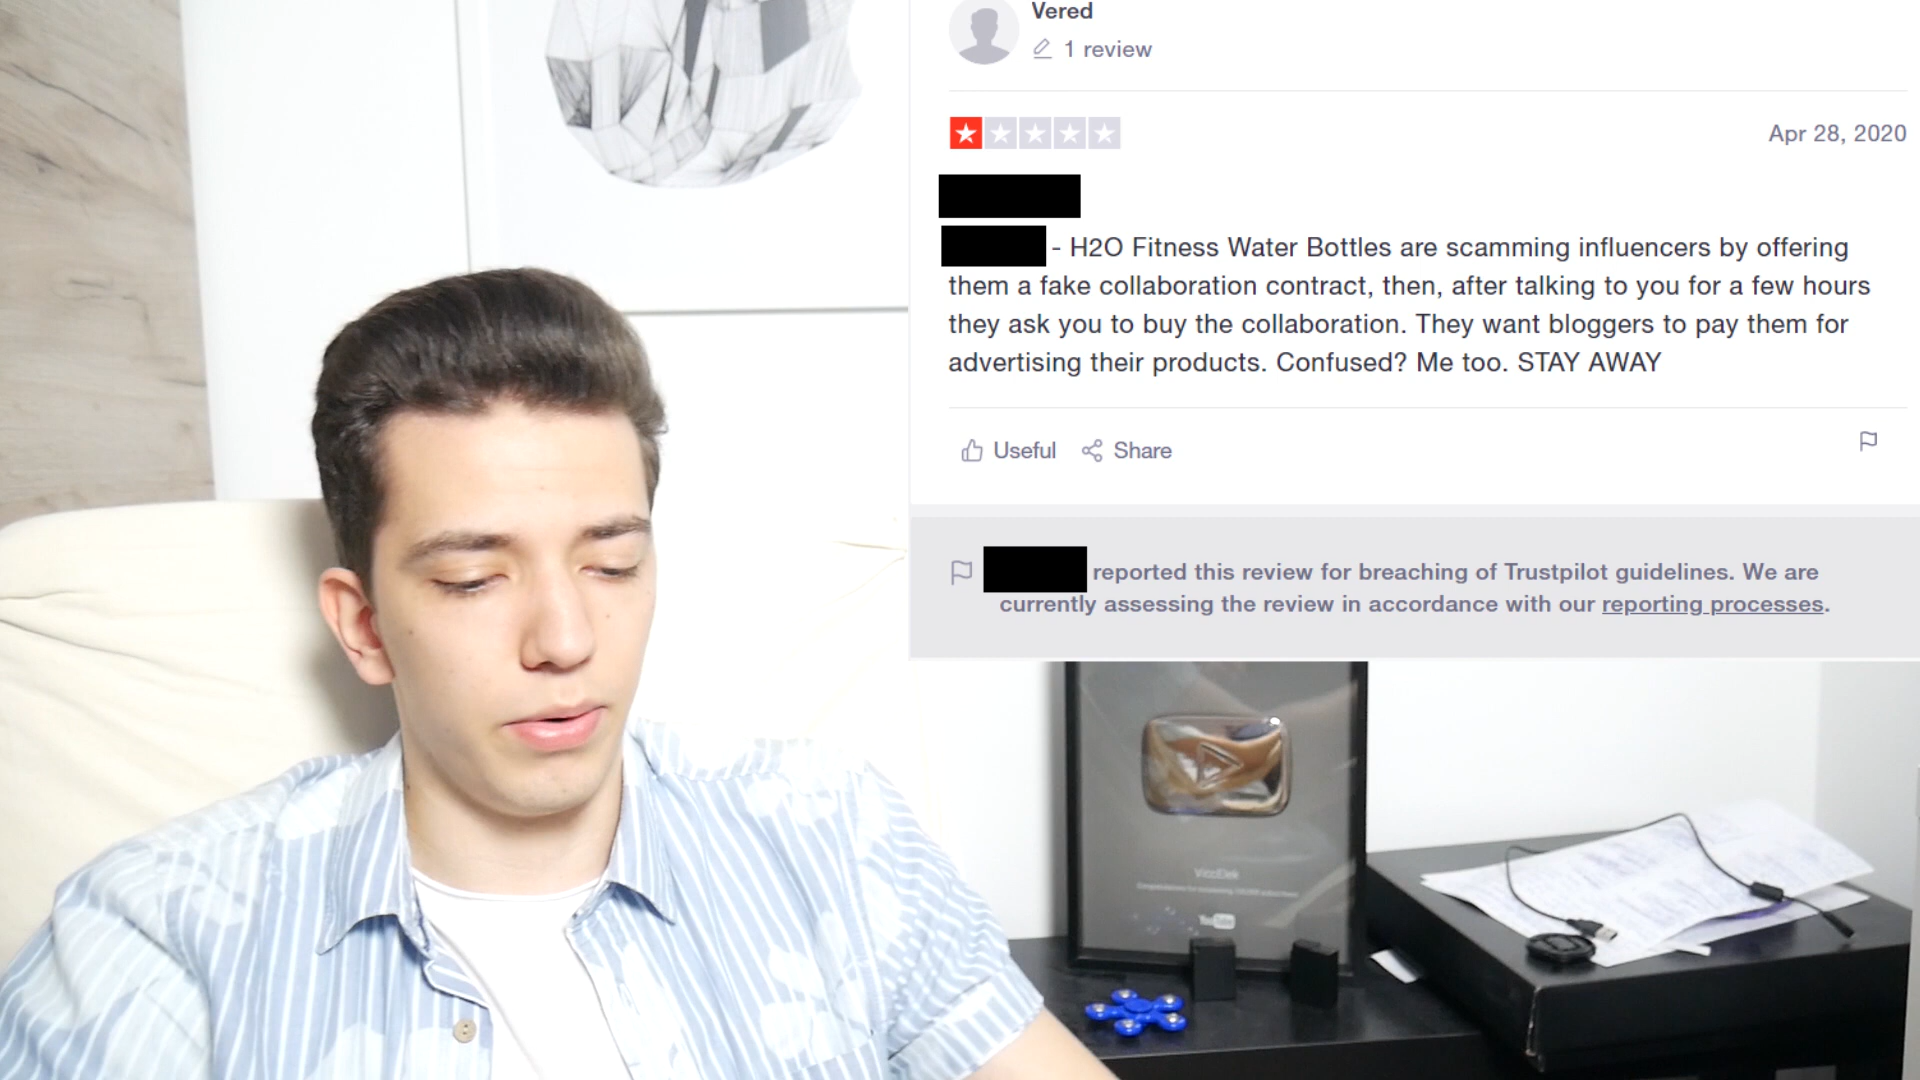 Vered
1 review
Apr 28, 2020
- H2O Fitness Water Bottles are scamming influencers by offering
them a fake collaboration contract, then, after talking to you for a few hours
they ask you to buy the collaboration. They want bloggers to pay them for
advertising their products. Confused? Me too. STAY AWAY
Useful Share
reported this review for breaching of Trustpilot guidelines. We are
currently assessing the review in accordance with our reporting processes.
YouTube